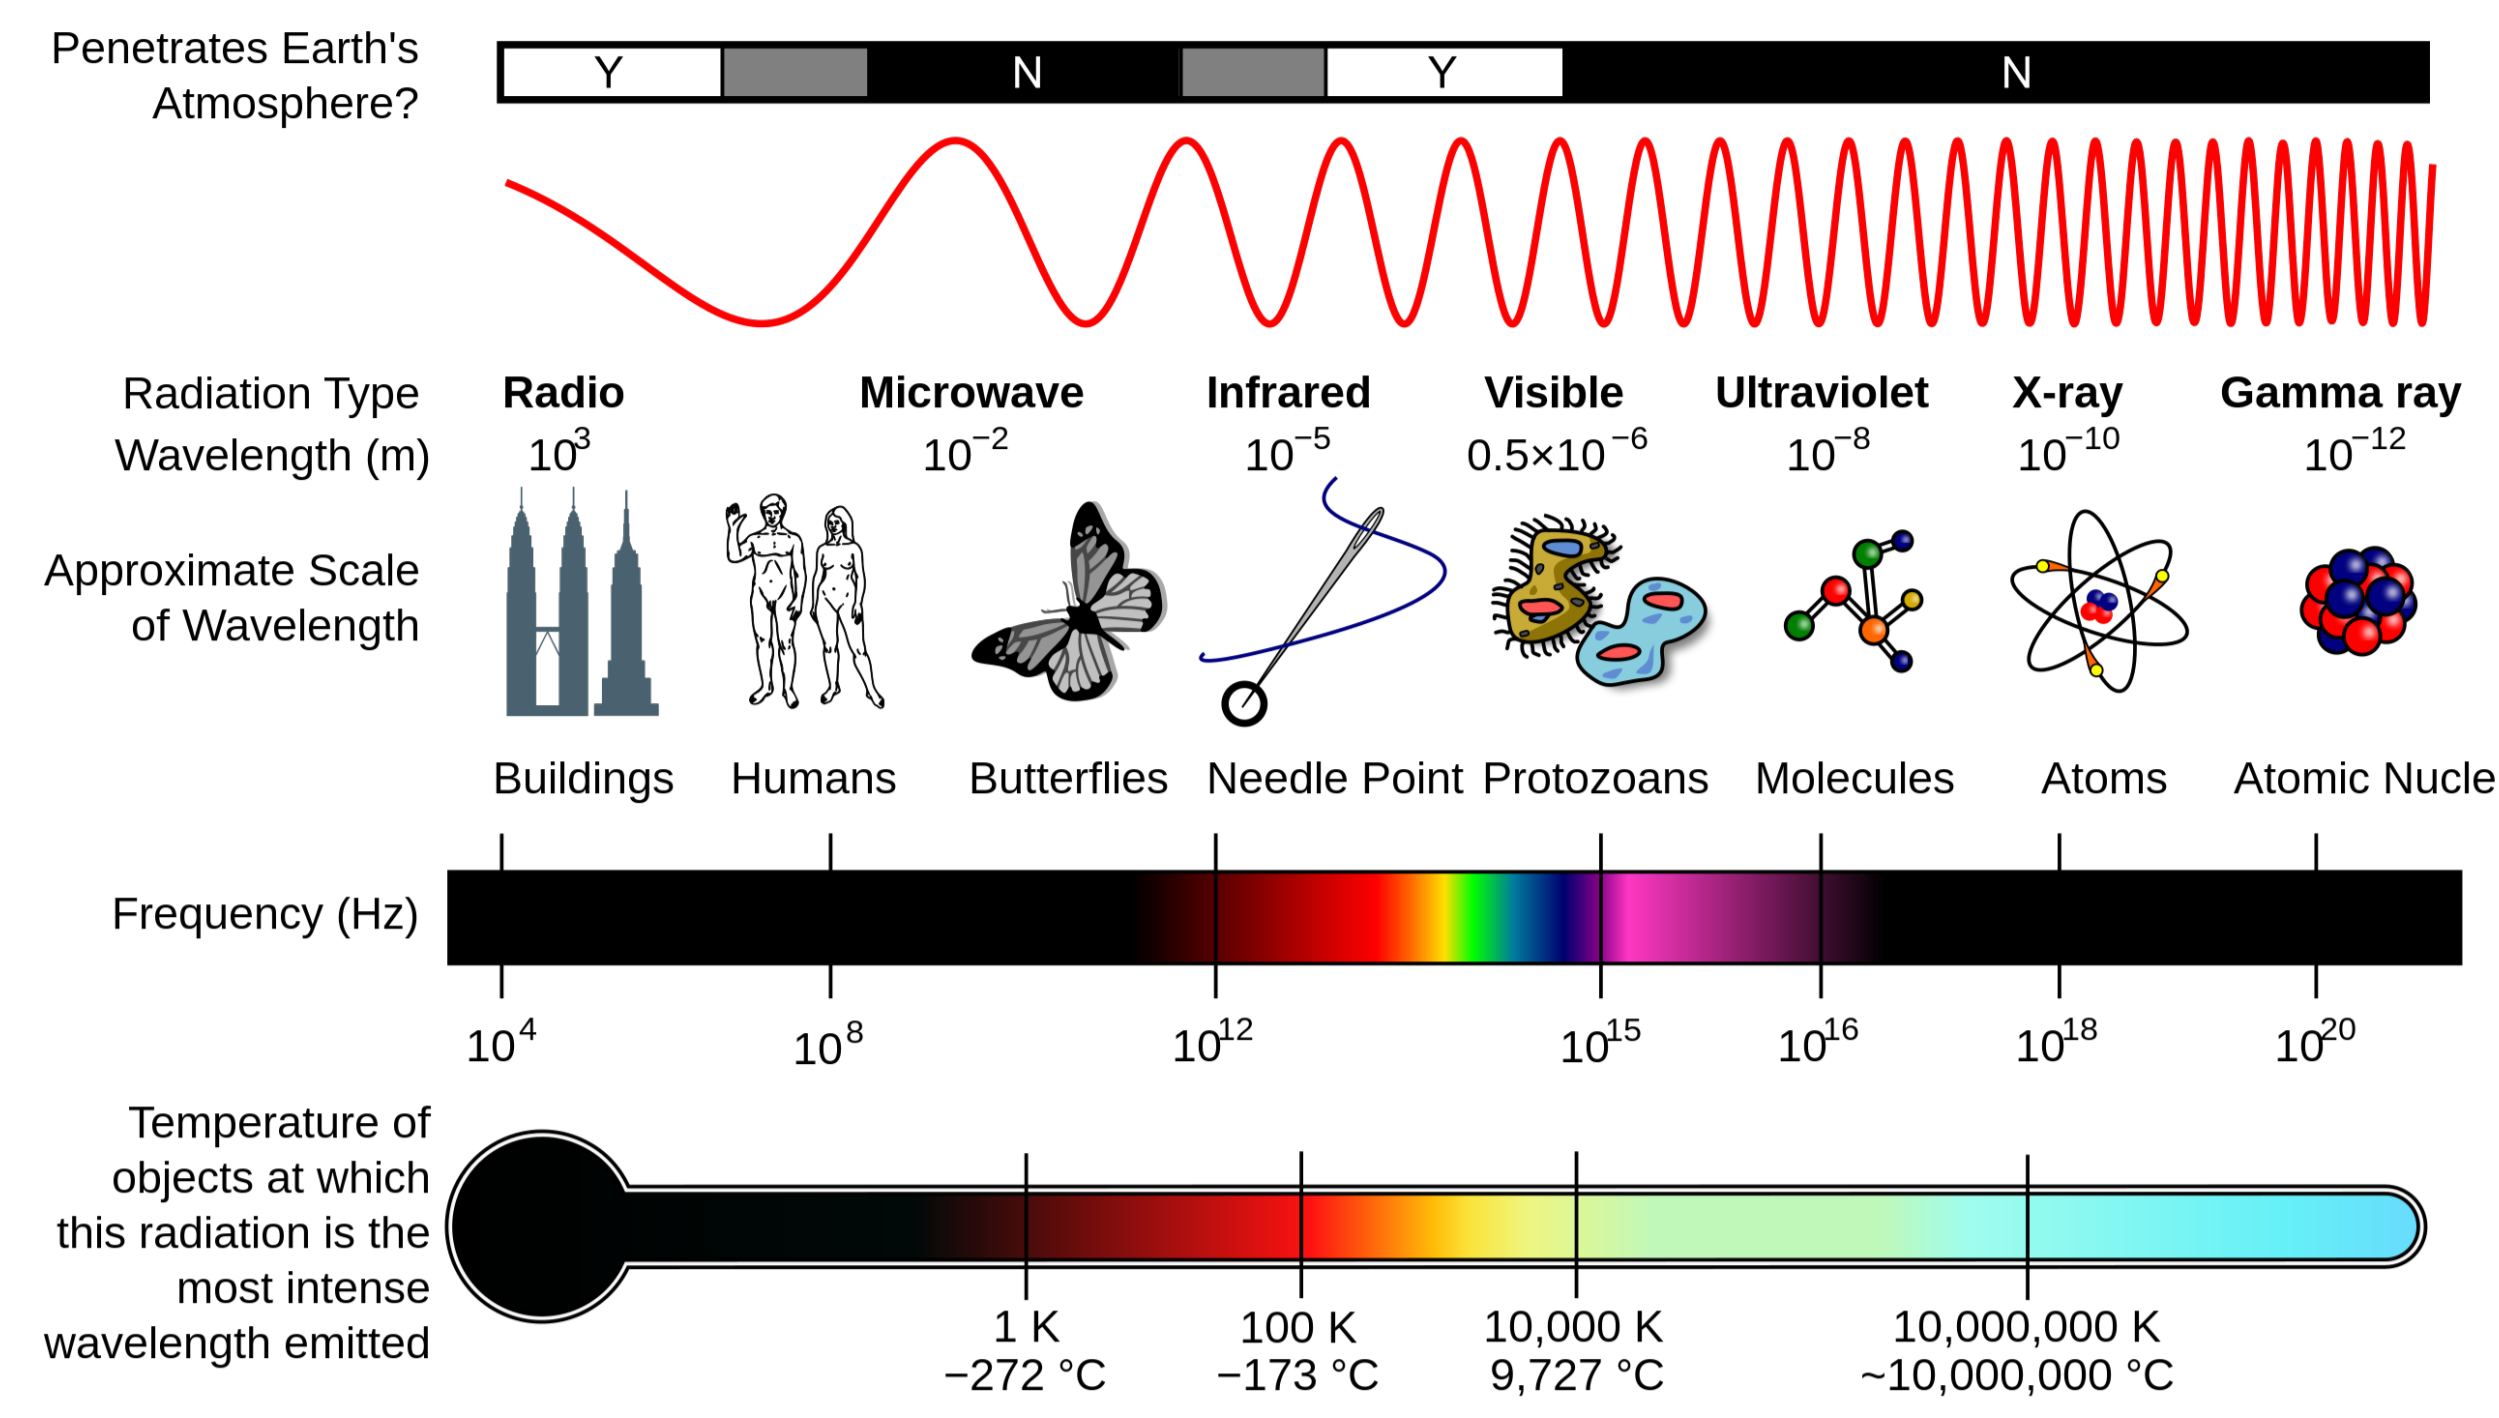 Penetrates Earth's
Atmosphere?
Y N Y N
Radiation Type Radio Microwave Infrared Visible Ultraviolet X-ray Gamma ray
Wavelength (m) 10³ 10⁻² 10⁻⁵ 0.5×10⁻⁶ 10⁻⁸ 10⁻¹⁰ 10⁻¹²
Approximate Scale
of Wavelength
Buildings Humans Butterflies Needle Point Protozoans Molecules Atoms Atomic Nucle
Frequency (Hz)
10⁴ 10⁸ 10¹² 10¹⁵ 10¹⁶ 10¹⁸ 10²⁰
Temperature of
objects at which
this radiation is the
most intense
wavelength emitted
1 K 100 K 10,000 K 10,000,000 K
−272 °C −173 °C 9,727 °C ~10,000,000 °C